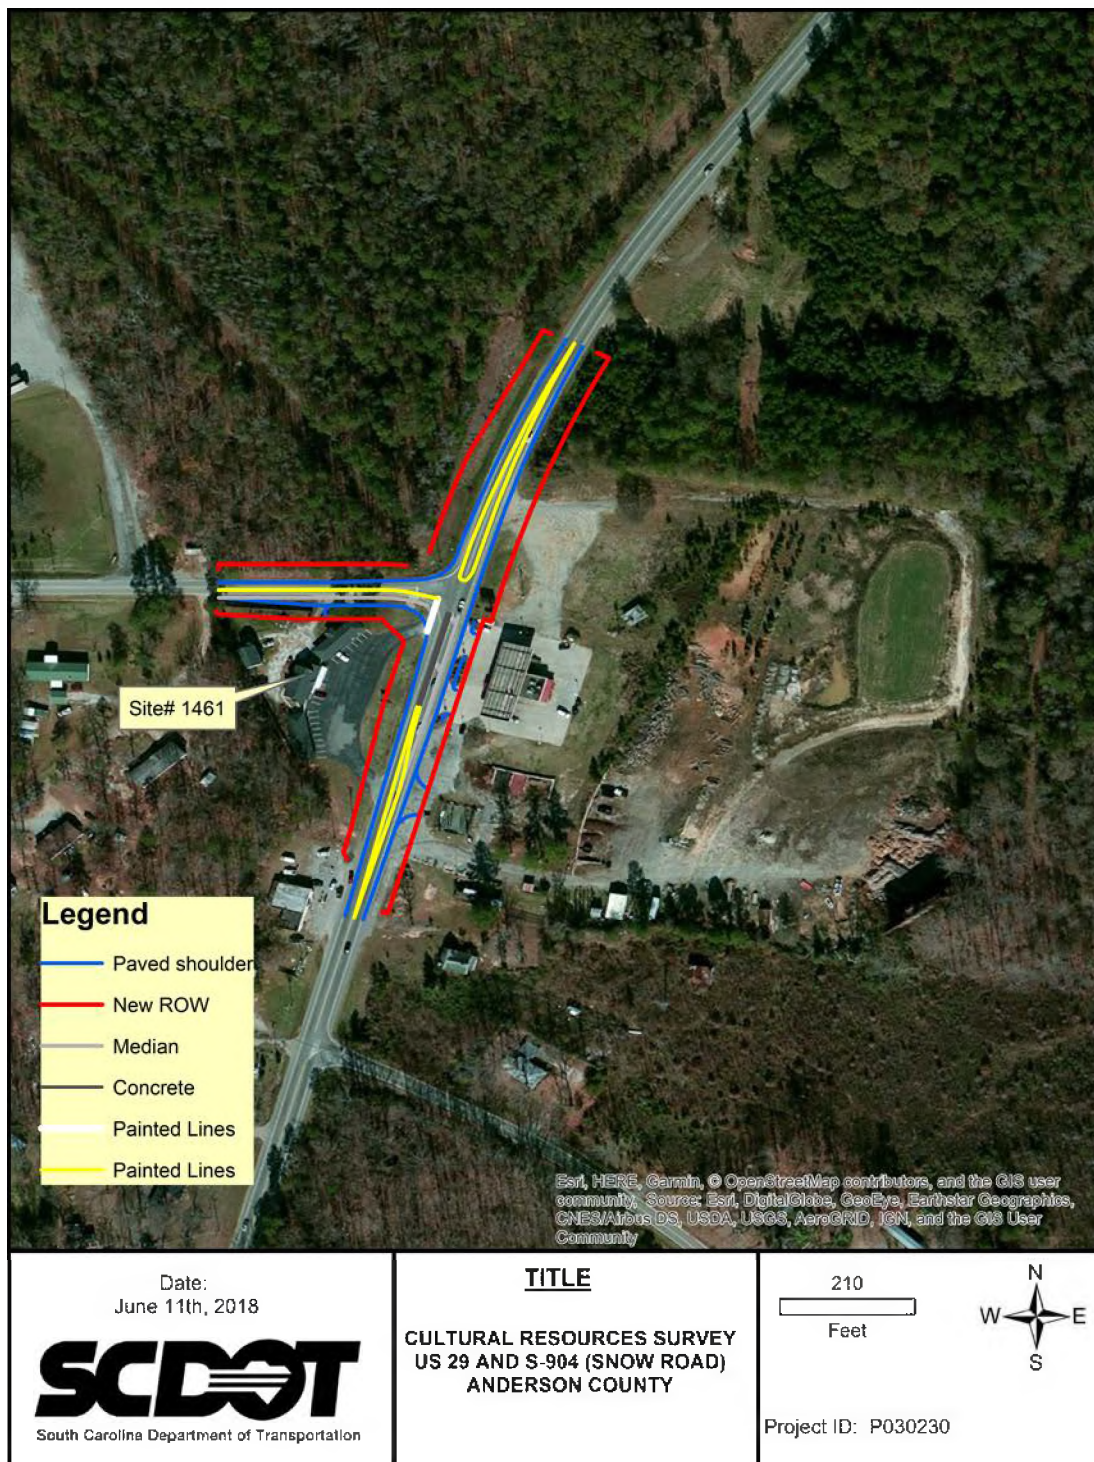 Site# 1461
Legend
Paved shoulder
New ROW
Median
Concrete
Painted Lines
Painted Lines
Esri, HERE, Garmin, © OpenStreetMap contributors, and the GIS user
community, Source: Esri, DigitalGlobe, GeoEye, Earthstar Geographics,
CNES/Airbus DS, USDA, USGS, AeroGRID, IGN, and the GIS User
Community
Date:
June 11th, 2018
SCDOT
South Carolina Department of Transportation
TITLE
CULTURAL RESOURCES SURVEY
US 29 AND S-904 (SNOW ROAD)
ANDERSON COUNTY
210
Feet
N
W E
S
Project ID: P030230